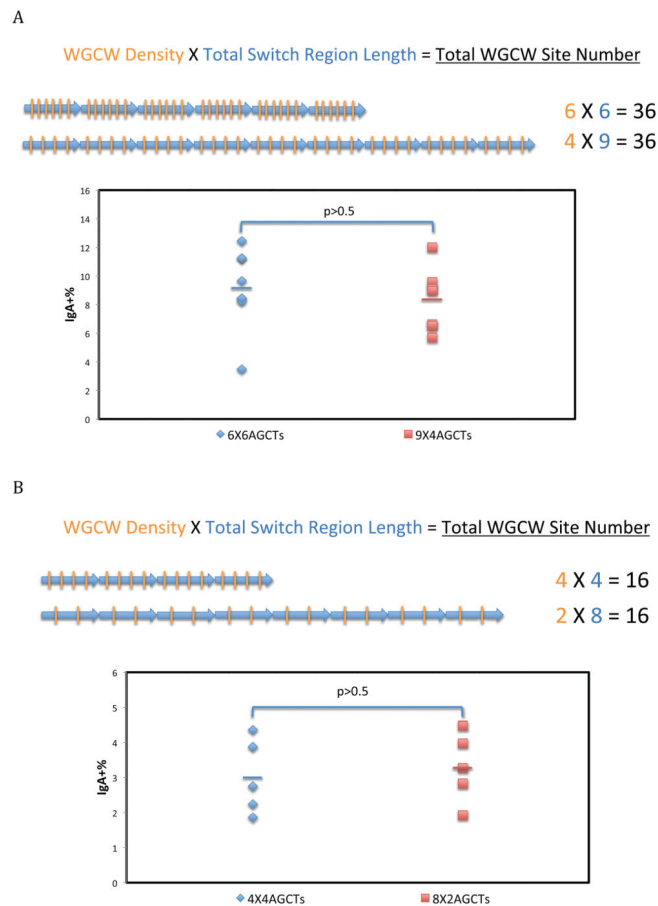 A
WGCW Density X Total Switch Region Length = Total WGCW Site Number
6 X 6 = 36
4 X 9 = 36
16
14
12
10
8
6
4
2
0
IgA+%
p>0.5
6X6AGCTs
9X4AGCTs
B
WGCW Density X Total Switch Region Length = Total WGCW Site Number
4 X 4 = 16
2 X 8 = 16
6
5
4
3
2
1
0
IgA+%
p>0.5
4X4AGCTs
8X2AGCTs